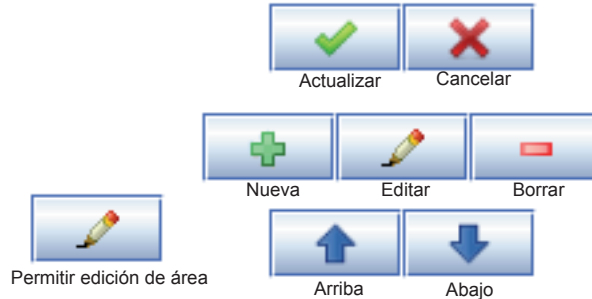 Actualizar Cancelar
Nueva Editar Borrar
Permitir edición de área
Arriba Abajo